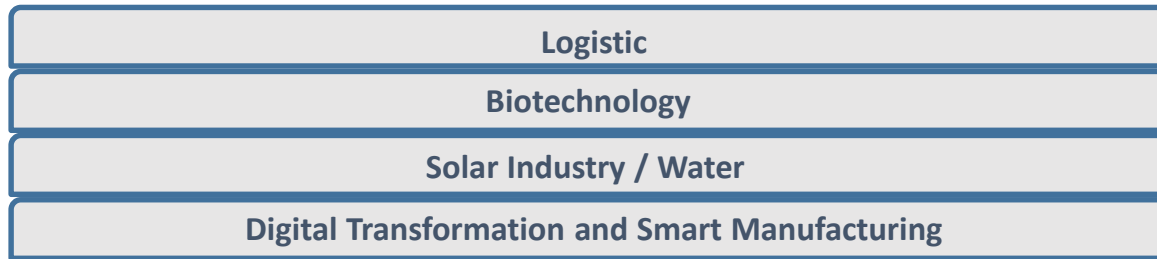 Logistic
Biotechnology
Solar Industry / Water
Digital Transformation and Smart Manufacturing